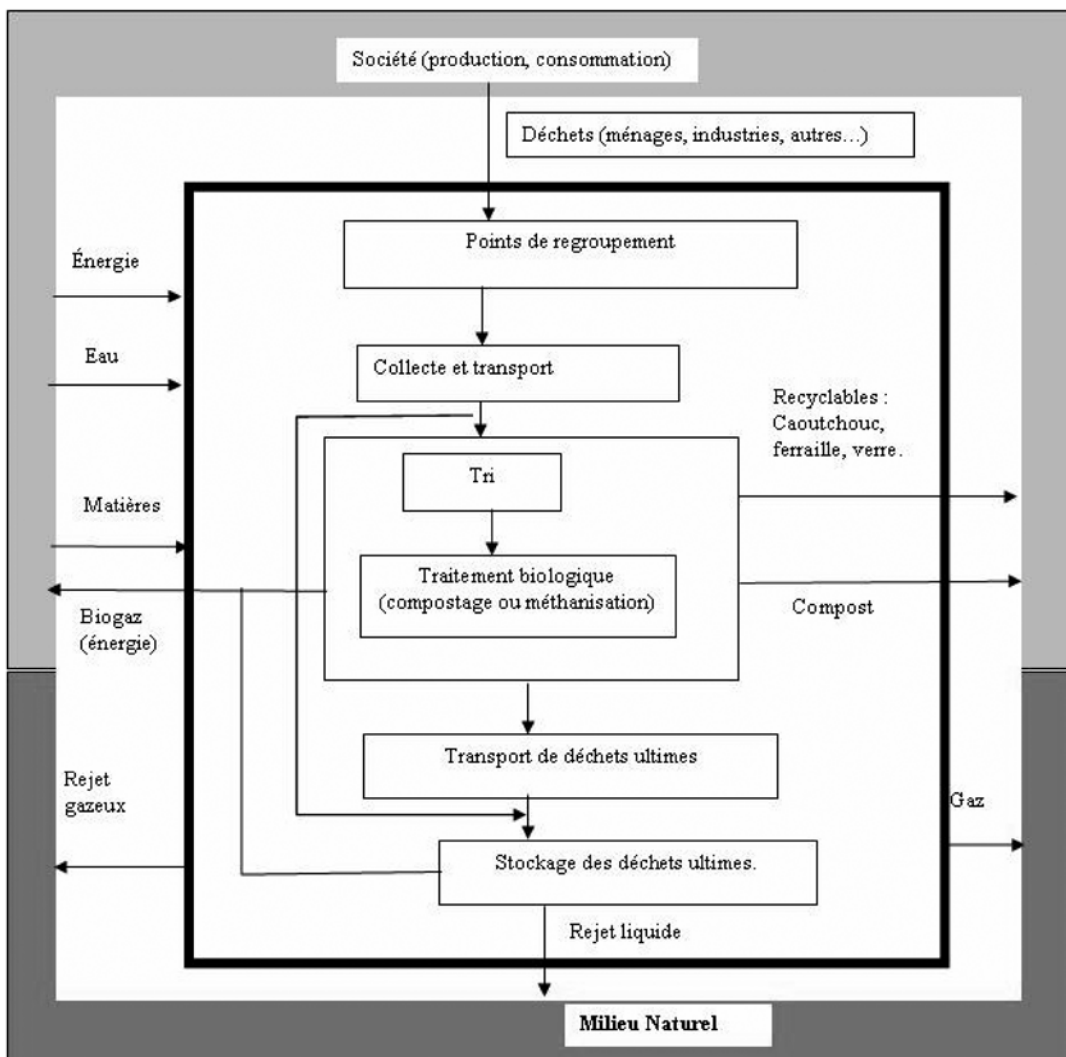 Société (production, consommation)
Déchets (ménages, industries, autres...)
Points de regroupement
Énergie
Collecte et transport
Eau
Recyclables :
Caoutchouc,
ferraille, verre.
Tri
Matières
Traitement biologique
(compostage ou méthanisation)
Biogaz
(énergie)
Compost
Transport de déchets ultimes
Rejet
gazeux
Gaz
Stockage des déchets ultimes.
Rejet liquide
Milieu Naturel